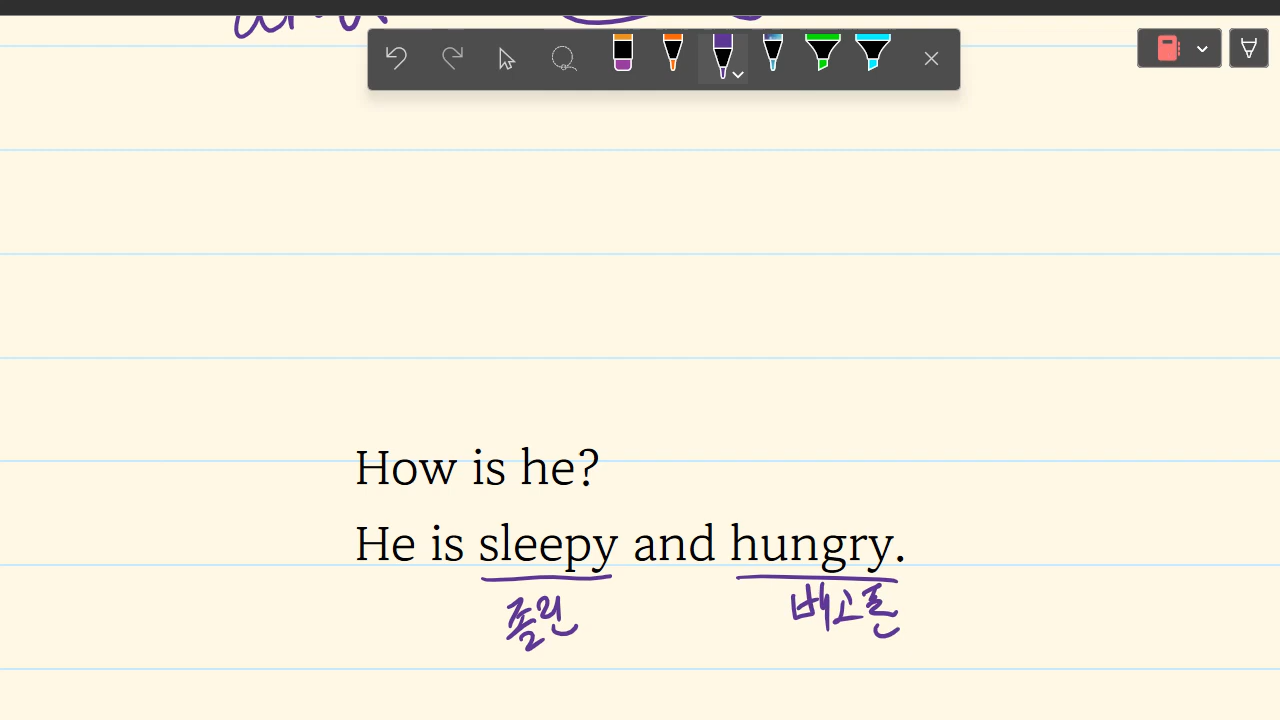 How is he?
He is sleepy and hungry.
졸린 배고픈